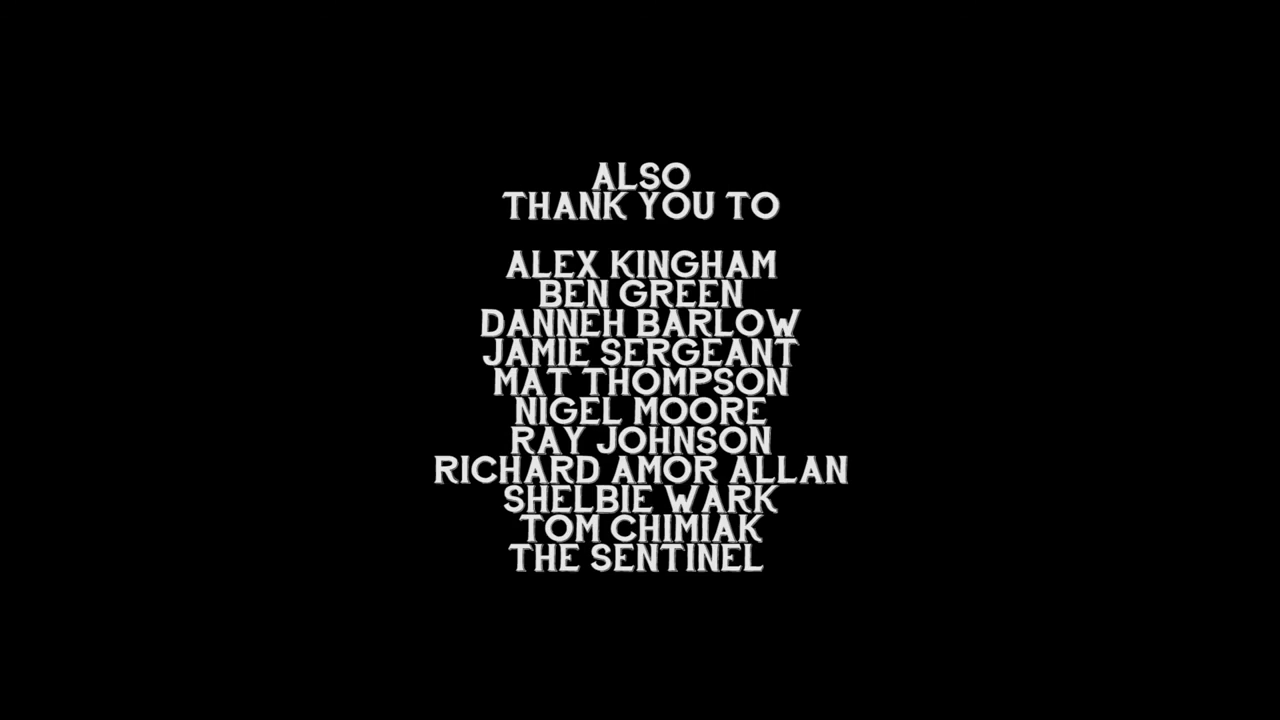 ALSO
THANK YOU TO
ALEX KINGHAM
BEN GREEN
DANNEH BARLOW
JAMIE SERGEANT
MAT THOMPSON
NIGEL MOORE
RAY JOHNSON
RICHARD AMOR ALLAN
SHELBIE WARK
TOM CHIMIAK
THE SENTINEL